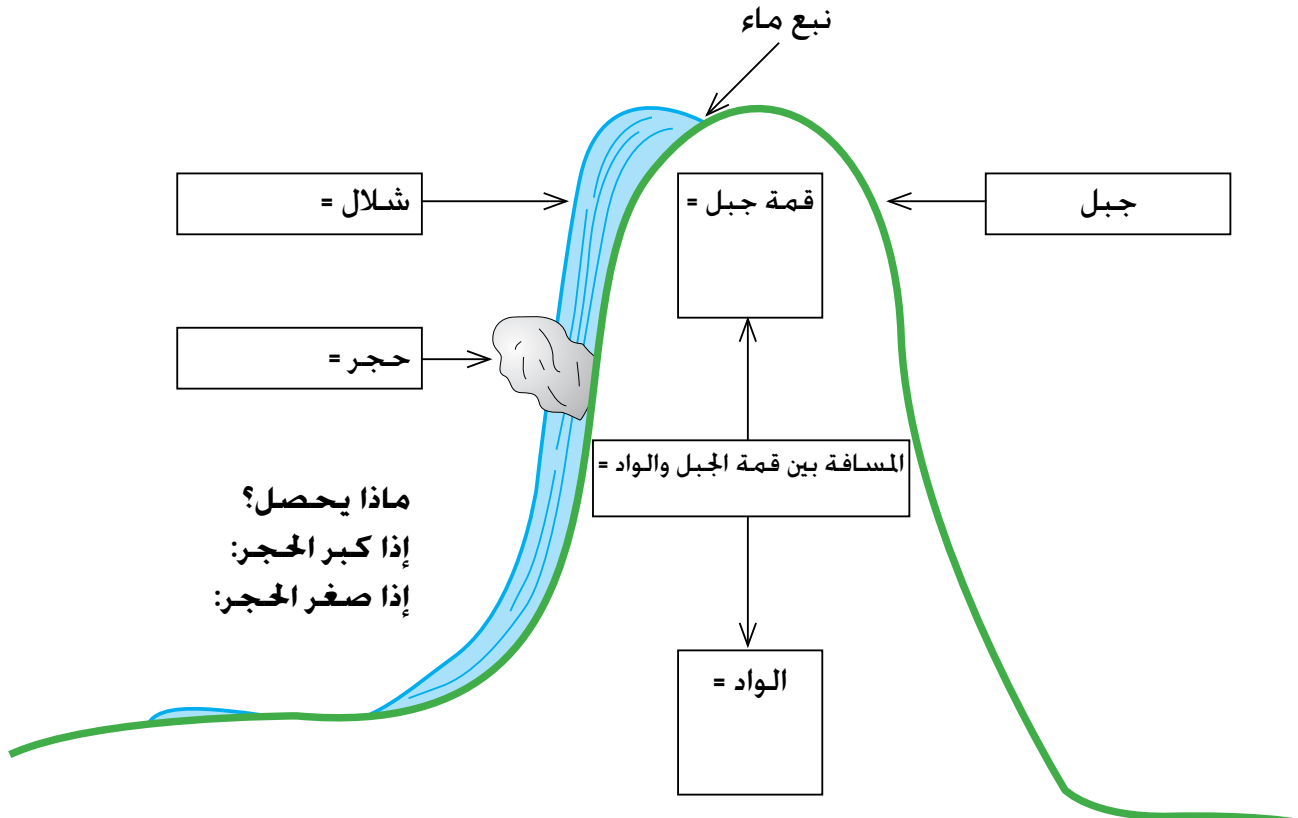 نبع ماء
جبل
قمة جبل =
شلال =
حجر =
المسافة بين قمة الجبل والواد =
ماذا يحصل؟
إذا كبر الحجر:
إذا صغر الحجر:
الواد =